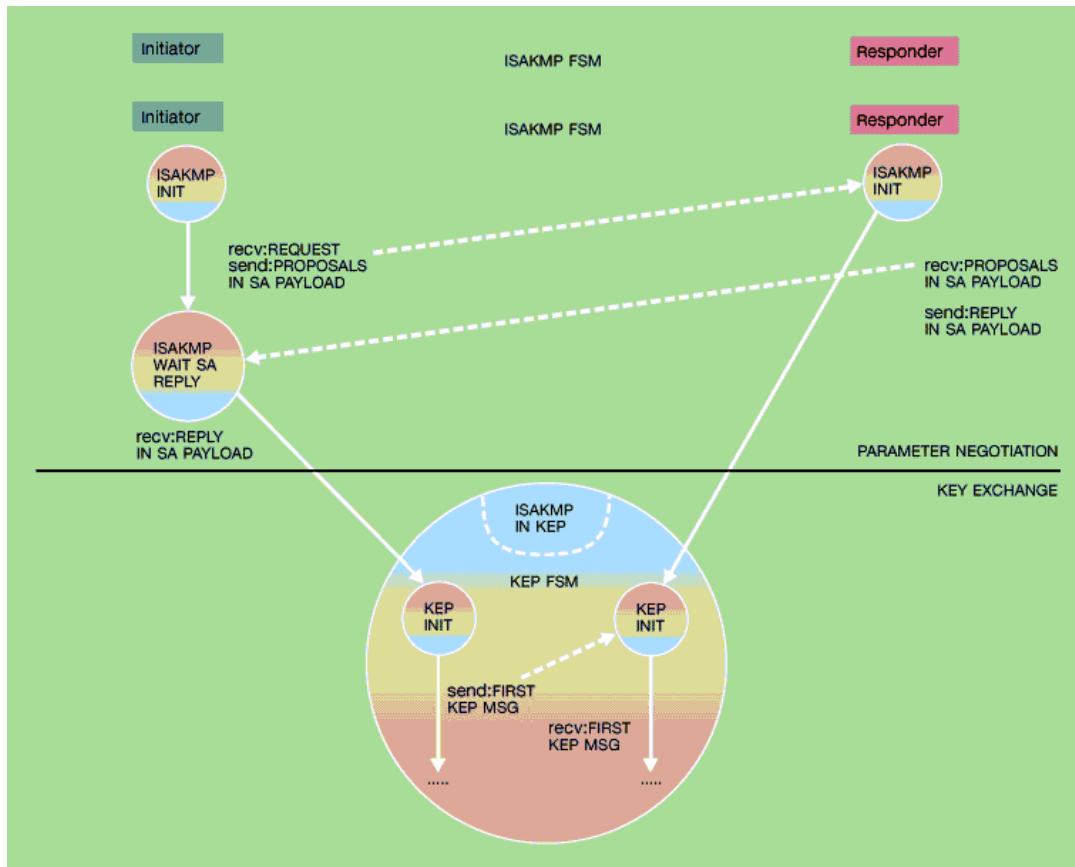 Initiator
ISAKMP FSM
Responder
Initiator
ISAKMP FSM
Responder
ISAKMP
INIT
ISAKMP
INIT
recv:REQUEST
send:PROPOSALS
IN SA PAYLOAD
recv:PROPOSALS
IN SA PAYLOAD
send:REPLY
IN SA PAYLOAD
ISAKMP
WAIT SA
REPLY
recv:REPLY
IN SA PAYLOAD
PARAMETER NEGOTIATION
KEY EXCHANGE
ISAKMP
IN KEP
KEP FSM
KEP
INIT
KEP
INIT
send:FIRST
KEP MSG
recv:FIRST
KEP MSG
.....
.....